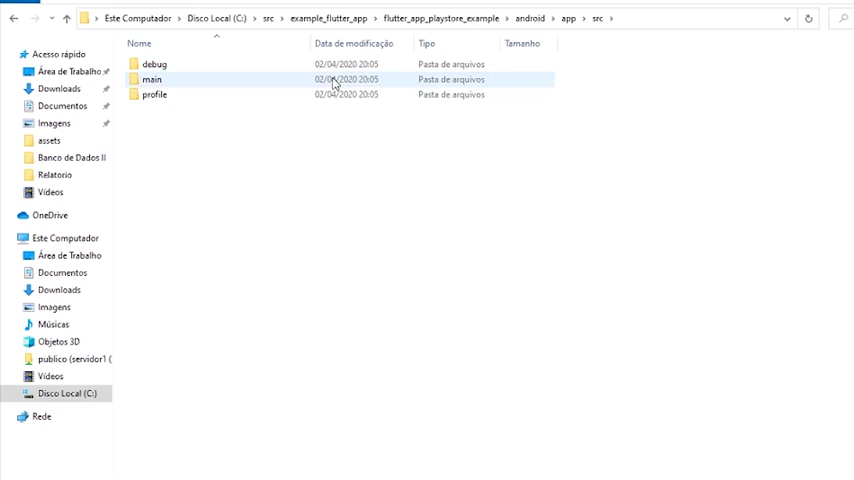 Este Computador > Disco Local (C:) > src > example_flutter_app > flutter_app_playstore_example > android > app > src >
Nome Data de modificação Tipo Tamanho
debug 02/04/2020 20:05 Pasta de arquivos
main 02/04/2020 20:05 Pasta de arquivos
profile 02/04/2020 20:05 Pasta de arquivos
Acesso rápido
Área de Trabalho
Downloads
Documentos
Imagens
assets
Banco de Dados II
Relatorio
Vídeos
OneDrive
Este Computador
Área de Trabalho
Documentos
Downloads
Imagens
Músicas
Objetos 3D
publico (servidor1 (
Vídeos
Disco Local (C:)
Rede